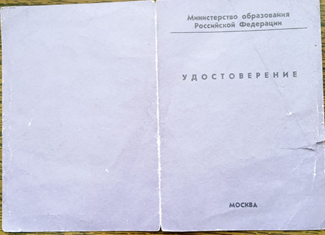 Министерство образования
Российской Федерации
УДОСТОВЕРЕНИЕ
МОСКВА